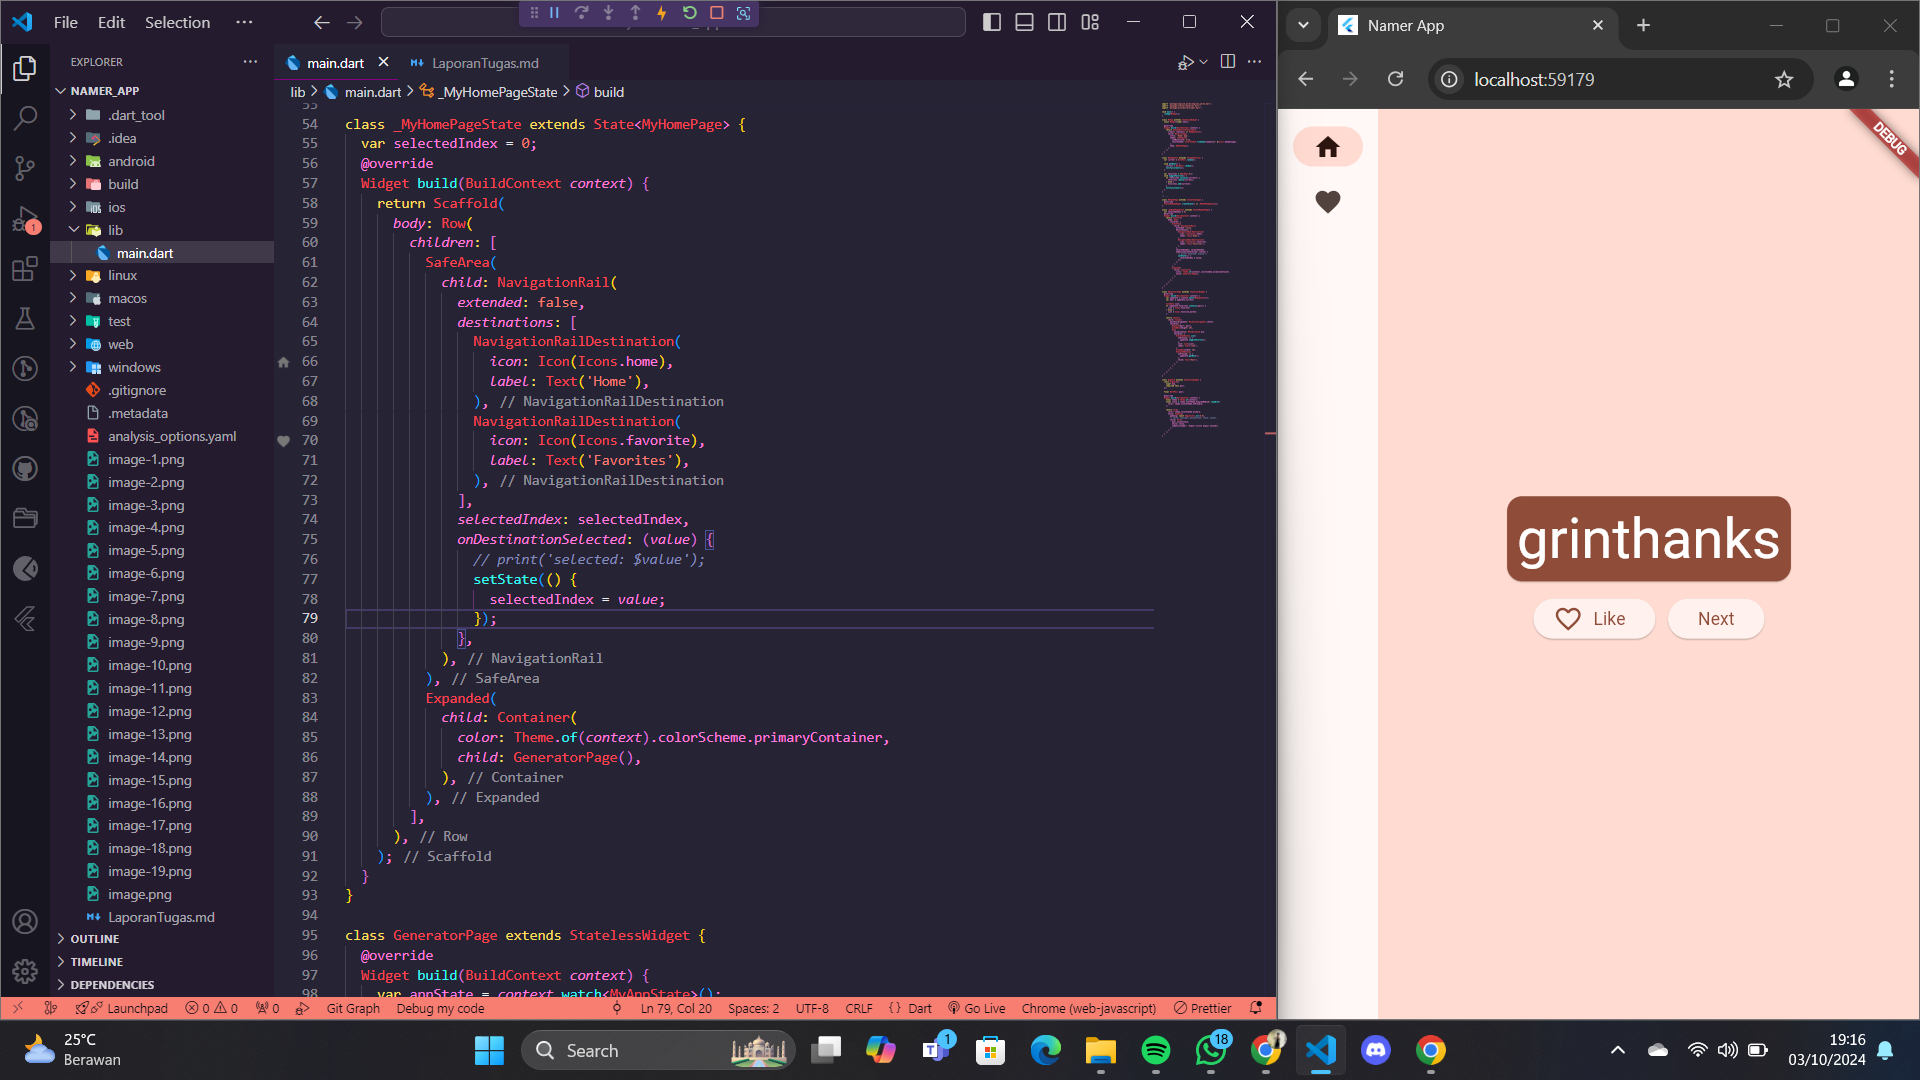 File Edit Selection ···
EXPLORER ···
NAMER_APP
.dart_tool
.idea
android
build
ios
lib
main.dart
linux
macos
test
web
windows
.gitignore
.metadata
analysis_options.yaml
image-1.png
image-2.png
image-3.png
image-4.png
image-5.png
image-6.png
image-7.png
image-8.png
image-9.png
image-10.png
image-11.png
image-12.png
image-13.png
image-14.png
image-15.png
image-16.png
image-17.png
image-18.png
image-19.png
image.png
LaporanTugas.md
OUTLINE
TIMELINE
DEPENDENCIES
1
main.dart LaporanTugas.md
lib > main.dart > _MyHomePageState > build
53
54 class _MyHomePageState extends State<MyHomePage> {
55 var selectedIndex = 0;
56 @override
57 Widget build(BuildContext context) {
58 return Scaffold(
59 body: Row(
60 children: [
61 SafeArea(
62 child: NavigationRail(
63 extended: false,
64 destinations: [
65 NavigationRailDestination(
66 icon: Icon(Icons.home),
67 label: Text('Home'),
68 ), // NavigationRailDestination
69 NavigationRailDestination(
70 icon: Icon(Icons.favorite),
71 label: Text('Favorites'),
72 ), // NavigationRailDestination
73 ],
74 selectedIndex: selectedIndex,
75 onDestinationSelected: (value) {
76 // print('selected: $value');
77 setState(() {
78 selectedIndex = value;
79 });
80 },
81 ), // NavigationRail
82 ), // SafeArea
83 Expanded(
84 child: Container(
85 color: Theme.of(context).colorScheme.primaryContainer,
86 child: GeneratorPage(),
87 ), // Container
88 ), // Expanded
89 ],
90 ), // Row
91 ); // Scaffold
92 }
93 }
94
95 class GeneratorPage extends StatelessWidget {
96 @override
97 Widget build(BuildContext context) {
98 var appState = context.watch<MyAppState>();
Launchpad 0 0 0 Git Graph Debug my code Ln 79, Col 20 Spaces: 2 UTF-8 CRLF { } Dart Go Live Chrome (web-javascript) Prettier
Namer App
localhost:59179
DEBUG
grinthanks
Like Next
25°C
Berawan
Search
1
18
19:16
03/10/2024